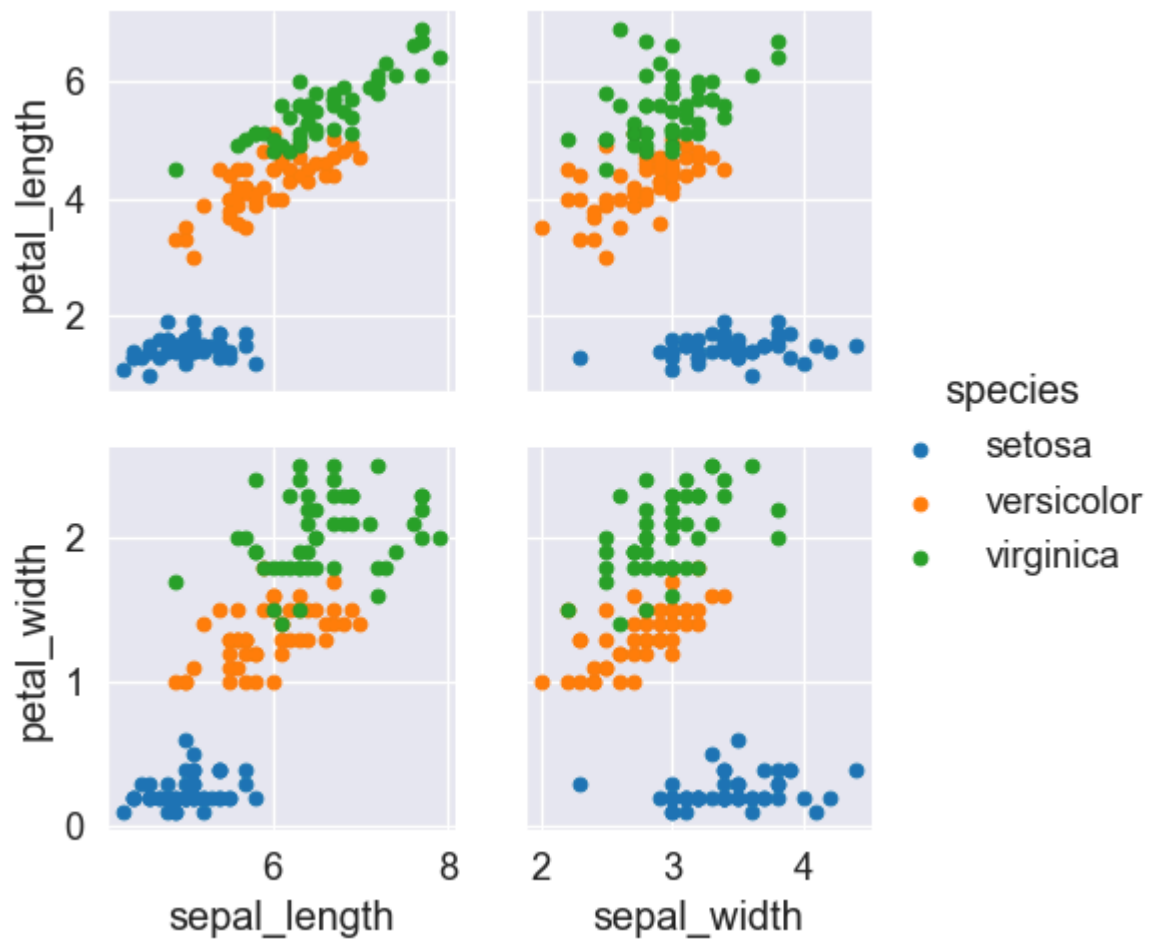 petal_length
6
4
2
petal_width
2
1
0
6
8
sepal_length
2
3
4
sepal_width
species
setosa
versicolor
virginica